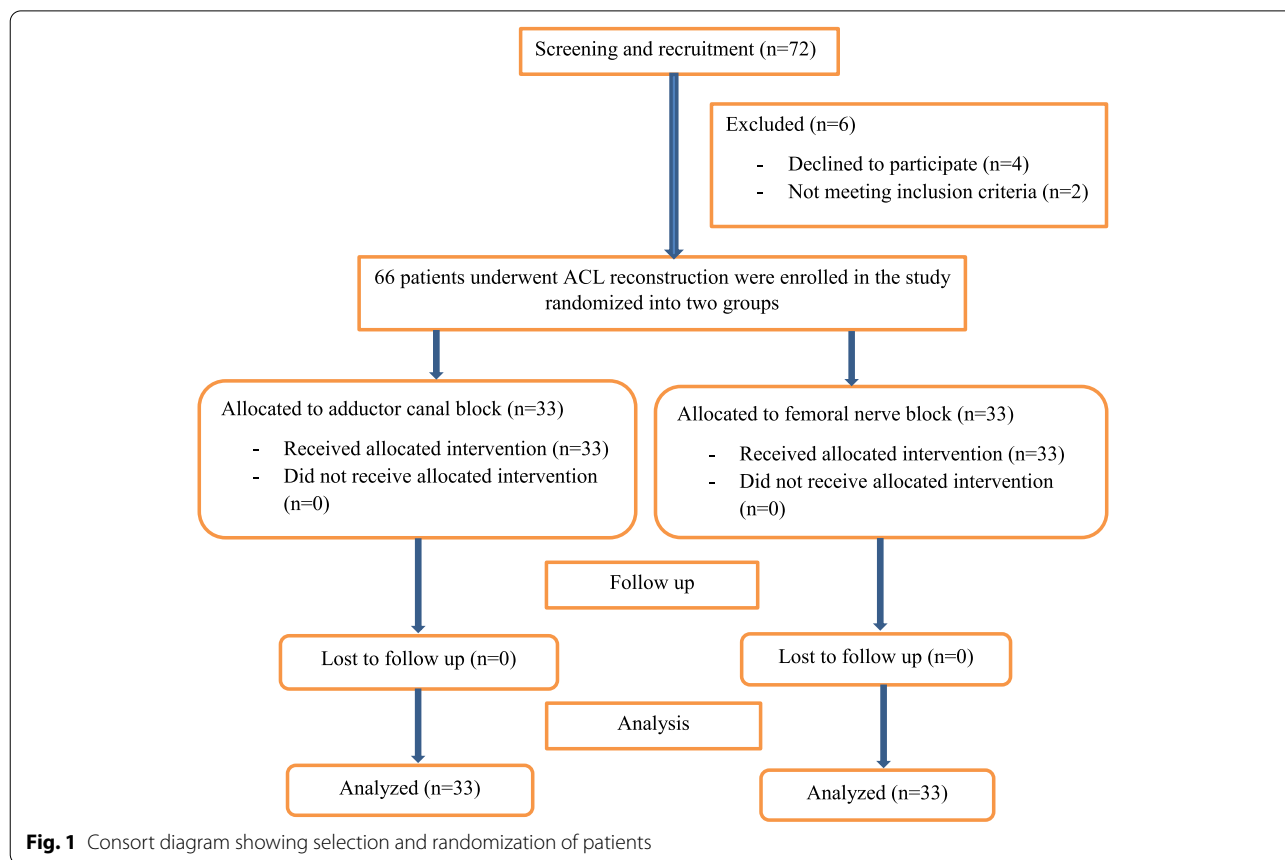 Screening and recruitment (n=72)
Excluded (n=6)
- Declined to participate (n=4)
- Not meeting inclusion criteria (n=2)
66 patients underwent ACL reconstruction were enrolled in the study
randomized into two groups
Allocated to adductor canal block (n=33)
- Received allocated intervention (n=33)
- Did not receive allocated intervention
(n=0)
Allocated to femoral nerve block (n=33)
- Received allocated intervention (n=33)
- Did not receive allocated intervention
(n=0)
Follow up
Lost to follow up (n=0)
Lost to follow up (n=0)
Analysis
Analyzed (n=33)
Analyzed (n=33)
Fig. 1 Consort diagram showing selection and randomization of patients